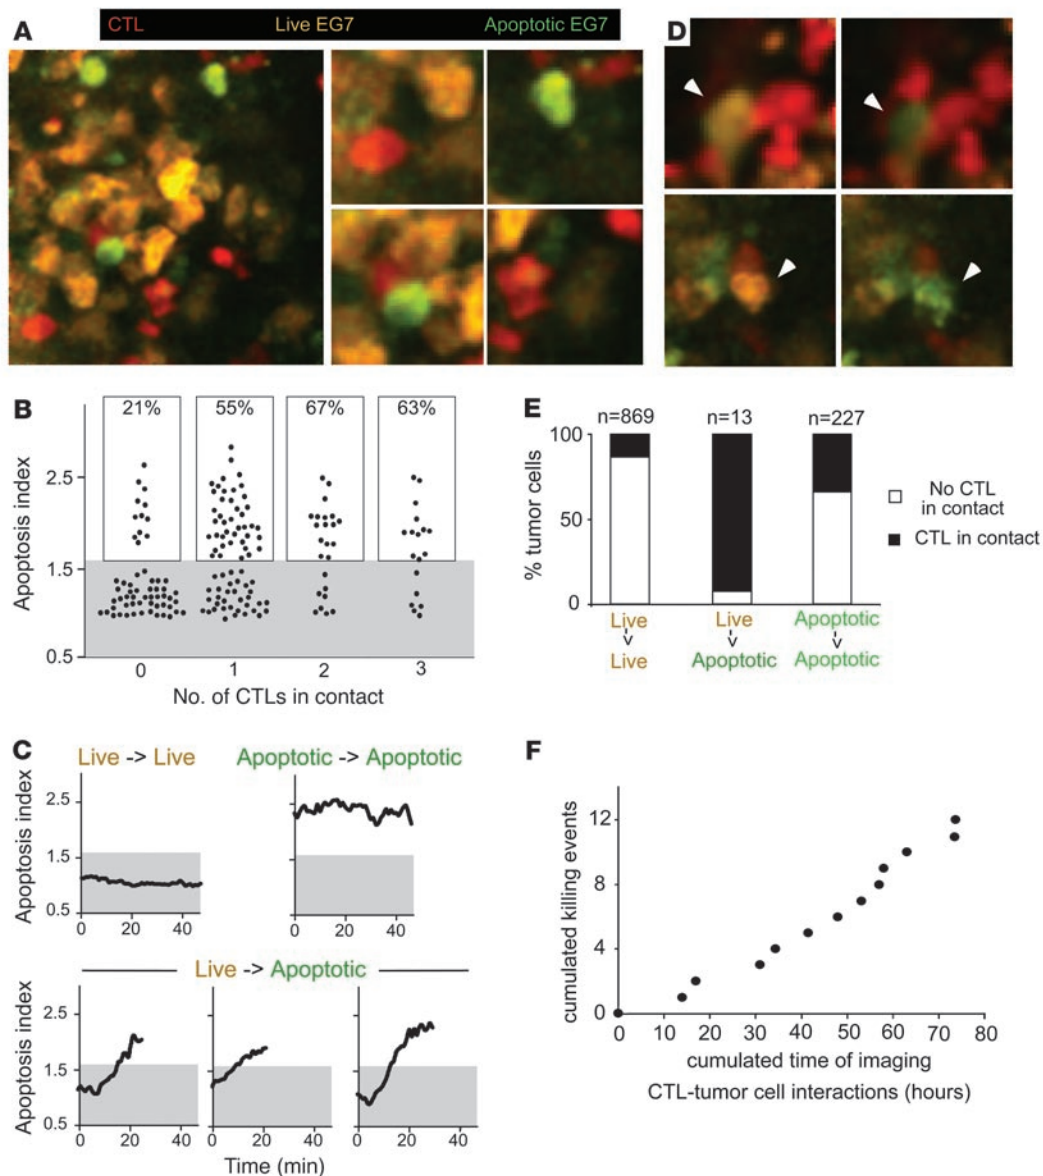 A
CTL Live EG7 Apoptotic EG7
D
B
21% 55% 67% 63%
2.5
1.5
0.5
Apoptosis index
0 1 2 3
No. of CTLs in contact
E
n=869 n=13 n=227
100
50
0
% tumor cells
No CTL
in contact
CTL in contact
Live Live Apoptotic
->
->
->
Live Apoptotic Apoptotic
C
Live -> Live
Apoptotic -> Apoptotic
Apoptosis index
2.5
1.5
0.5
0 20 40
0 20 40
Live -> Apoptotic
Apoptosis index
2.5
1.5
0.5
0 20 40
0 20 40
0 20 40
Time (min)
F
cumulated killing events
12
8
4
0
0 10 20 30 40 50 60 70 80
cumulated time of imaging
CTL-tumor cell interactions (hours)